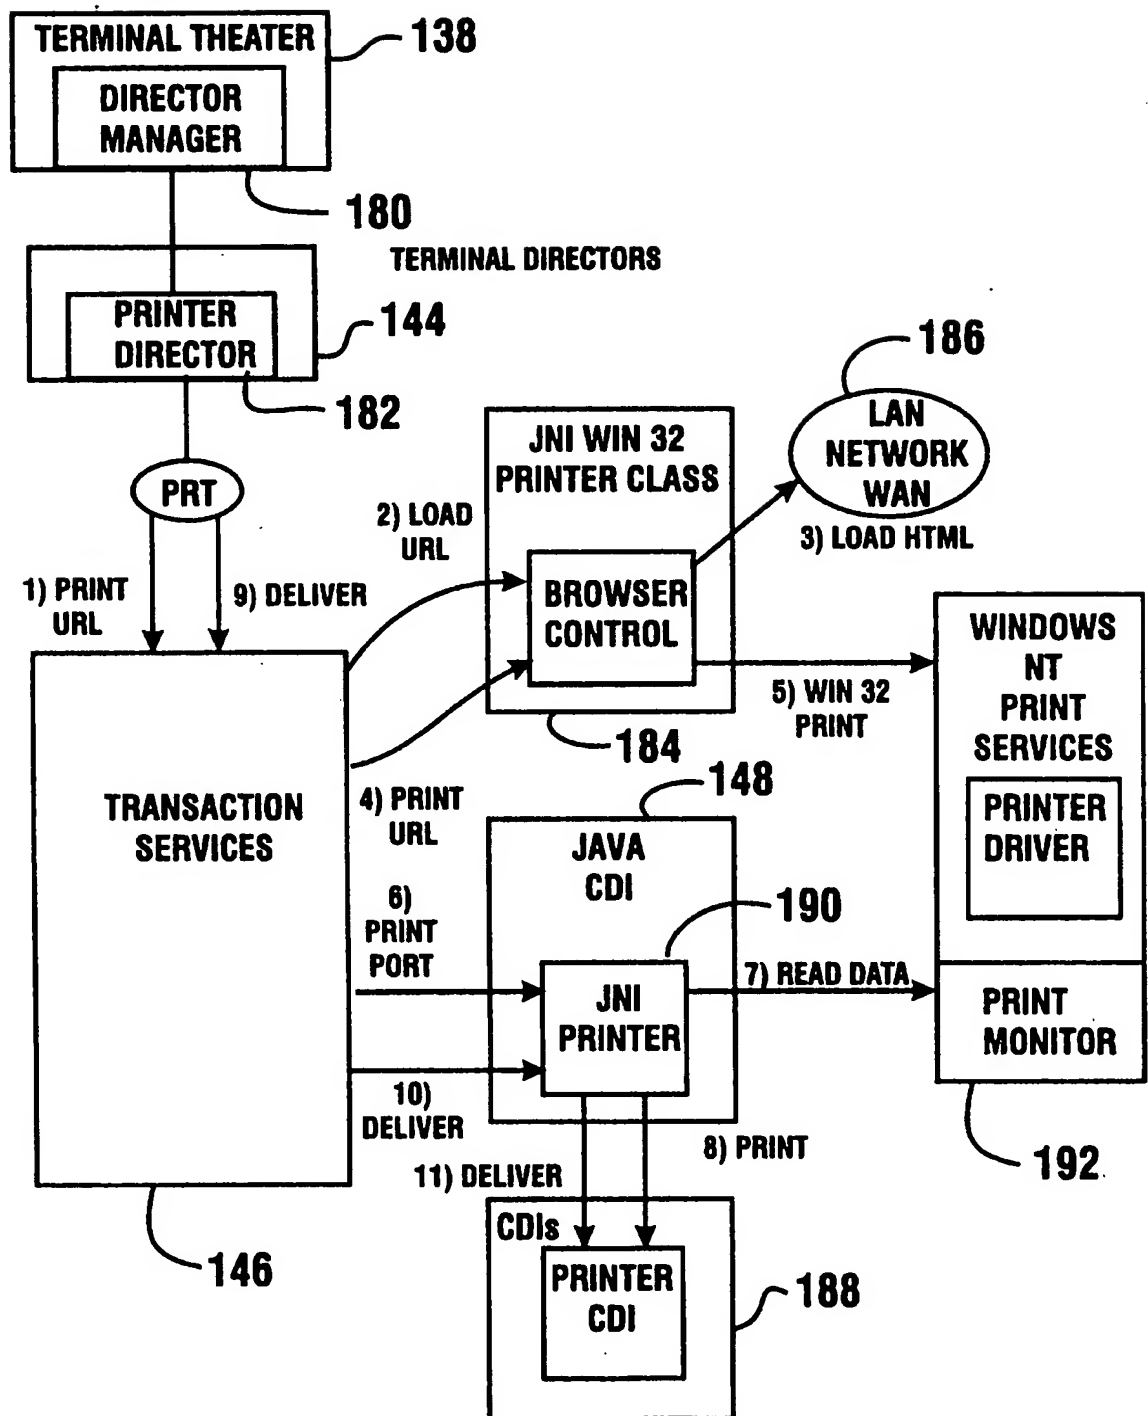 TERMINAL THEATER
138
DIRECTOR
MANAGER
180
TERMINAL DIRECTORS
PRINTER
DIRECTOR
144
182
PRT
1) PRINT
URL
9) DELIVER
2) LOAD
URL
JNI WIN 32
PRINTER CLASS
BROWSER
CONTROL
184
186
LAN
NETWORK
WAN
3) LOAD HTML
5) WIN 32
PRINT
WINDOWS
NT
PRINT
SERVICES
PRINTER
DRIVER
TRANSACTION
SERVICES
4) PRINT
URL
148
JAVA
CDI
190
6)
PRINT
PORT
JNI
PRINTER
7) READ DATA
PRINT
MONITOR
192
10)
DELIVER
11) DELIVER
8) PRINT
146
CDIs
PRINTER
CDI
188